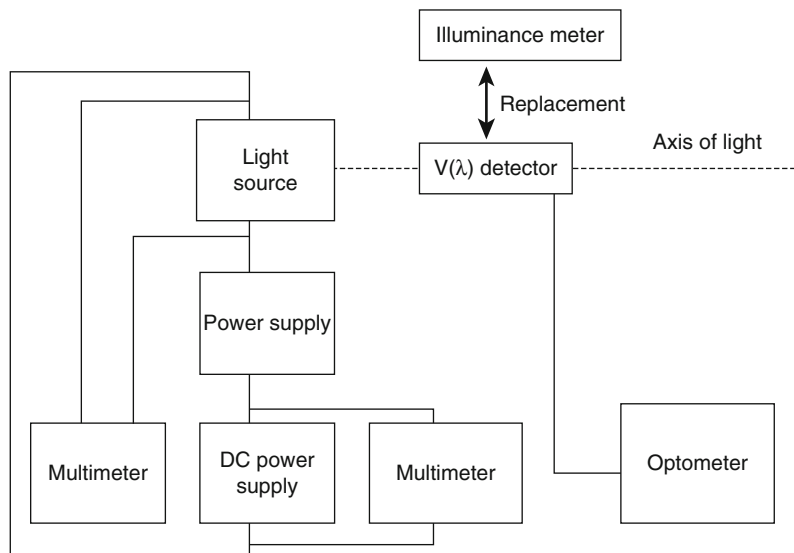 Illuminance meter
Replacement
Axis of light
Light
source
V(λ) detector
Power supply
Multimeter
DC power
supply
Multimeter
Optometer